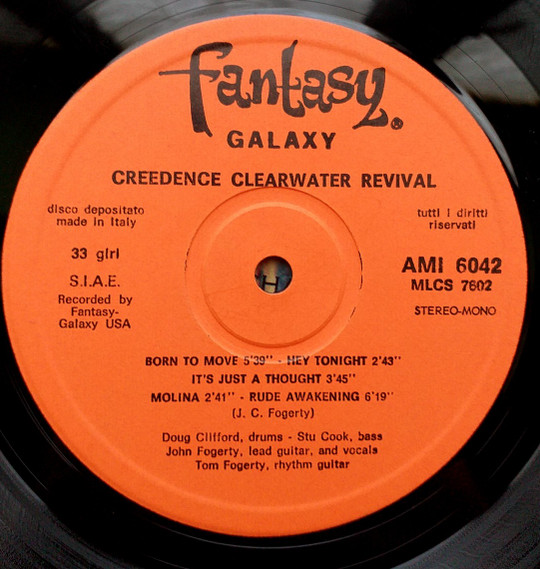 fantasy®
GALAXY
CREEDENCE CLEARWATER REVIVAL
disco depositato
made in Italy
tutti i diritti
riservati
33 giri
S.I.A.E.
Recorded by
Fantasy-
Galaxy USA
AMI 6042
MLCS 7602
STEREO-MONO
H
BORN TO MOVE 5'39'' - HEY TONIGHT 2'43''
IT'S JUST A THOUGHT 3'45''
MOLINA 2'41'' - RUDE AWAKENING 6'19''
(J. C. Fogerty)
Doug Clifford, drums - Stu Cook, bass
John Fogerty, lead guitar, and vocals
Tom Fogerty, rhythm guitar